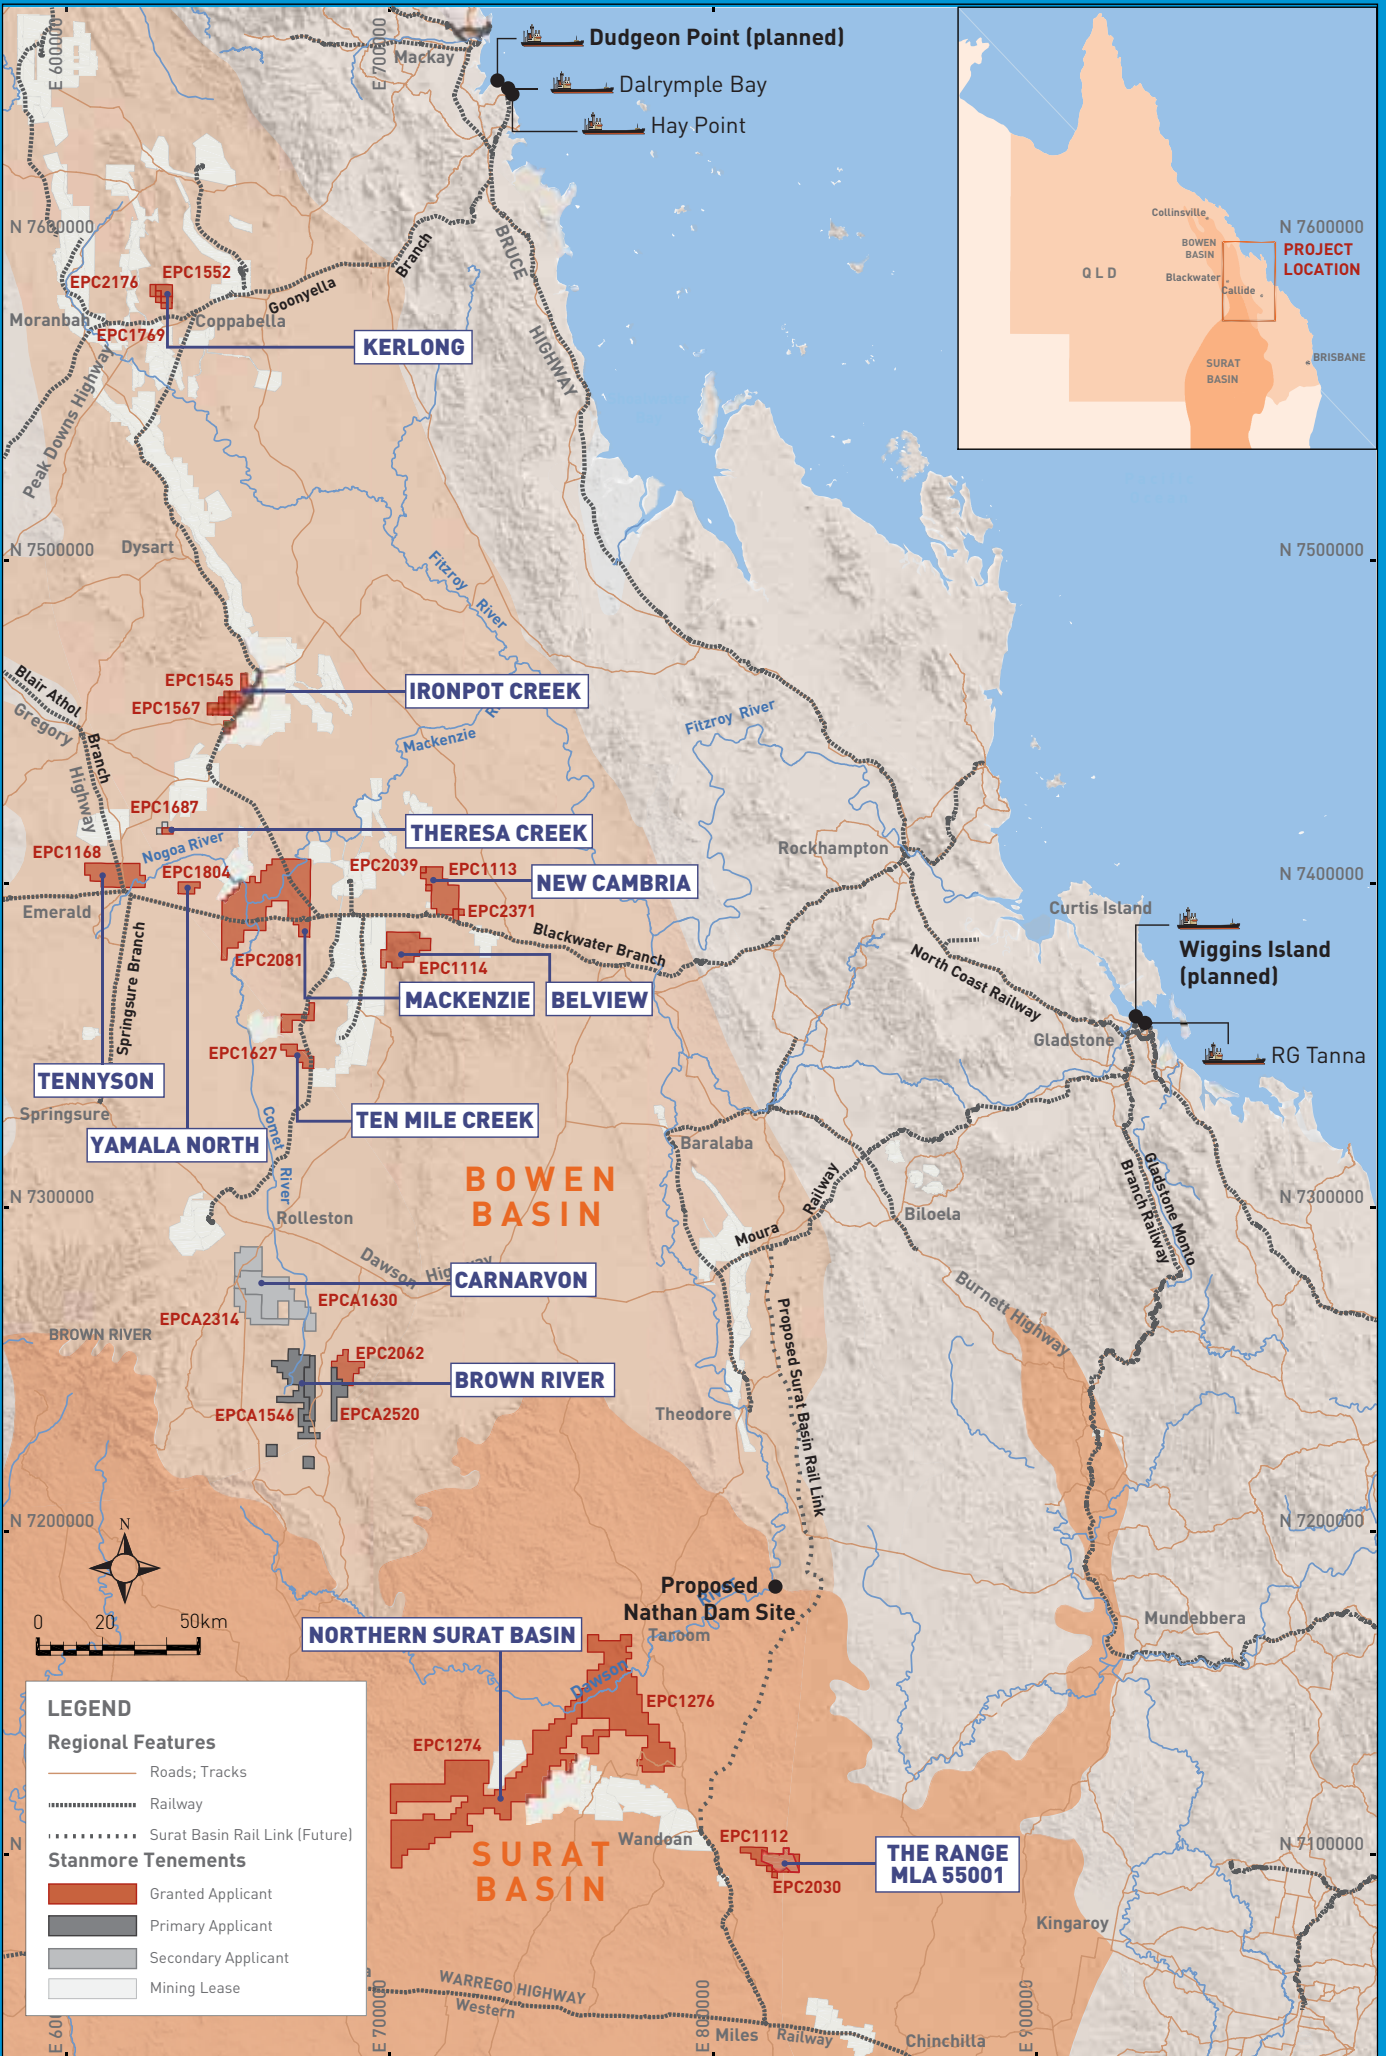 E 600000
E 700000
Mackay
Dudgeon Point (planned)
Dalrymple Bay
Hay Point
Collinsville
BOWEN
BASIN
Blackwater
Callide
QLD
SURAT
BASIN
BRISBANE
N 7600000
PROJECT
LOCATION
N 7600000
EPC2176
EPC1552
Moranbah
EPC1769
Coppabella
Goonyella
Branch
BRUCE
HIGHWAY
KERLONG
Peak Downs Highway
N 7500000
Dysart
N 7500000
Fitzroy
River
EPC1545
EPC1567
IRONPOT CREEK
Blair Athol
Branch
Gregory
Highway
Mackenzie
Fitzroy River
EPC1687
THERESA CREEK
Nogoa River
EPC1168
EPC1804
EPC2039
EPC1113
NEW CAMBRIA
EPC2371
Rockhampton
N 7400000
Curtis Island
Emerald
Springsure Branch
EPC2081
Blackwater Branch
EPC1114
MACKENZIE
BELVIEW
North Coast Railway
Wiggins Island
(planned)
Gladstone
RG Tanna
EPC1627
TENNYSON
Springsure
TEN MILE CREEK
YAMALA NORTH
Comet
River
Baralaba
BOWEN
BASIN
N 7300000
N 7300000
Rolleston
Moura
Railway
Biloela
Gladstone Monto
Branch Railway
Dawson
Highway
CARNARVON
EPCA1630
EPCA2314
Burnett Highway
Proposed Surat Basin Rail Link
BROWN RIVER
EPC2062
BROWN RIVER
EPCA1546
EPCA2520
Theodore
N 7200000
N 7200000
N
0 20 50km
Proposed
Nathan Dam Site
River
Taroom
Mundebbera
NORTHERN SURAT BASIN
Dawson
EPC1276
EPC1274
LEGEND
Regional Features
Roads; Tracks
Railway
Surat Basin Rail Link (Future)
Stanmore Tenements
Granted Applicant
Primary Applicant
Secondary Applicant
Mining Lease
N
SURAT
BASIN
Wandoan
EPC1112
EPC2030
THE RANGE
MLA 55001
N 7100000
Kingaroy
WARREGO HIGHWAY
Western
Railway
Miles
Chinchilla
E 700000
E 800000
E 900000